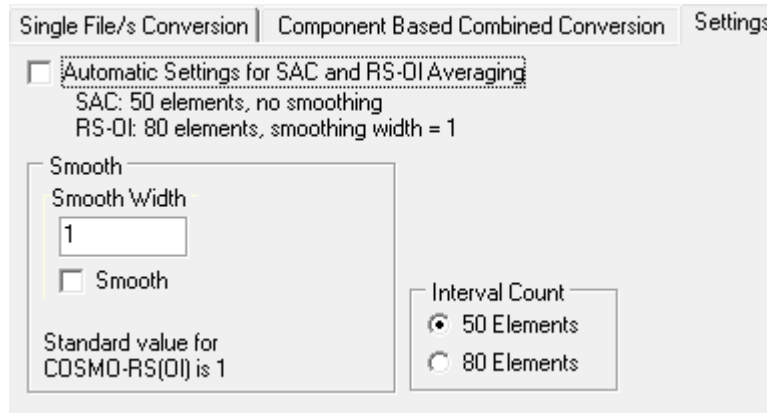 Single File/s Conversion Component Based Combined Conversion Settings
Automatic Settings for SAC and RS-OI Averaging
SAC: 50 elements, no smoothing
RS-OI: 80 elements, smoothing width = 1
Smooth
Smooth Width
1
Smooth
Standard value for
COSMO-RS(OI) is 1
Interval Count
50 Elements
80 Elements